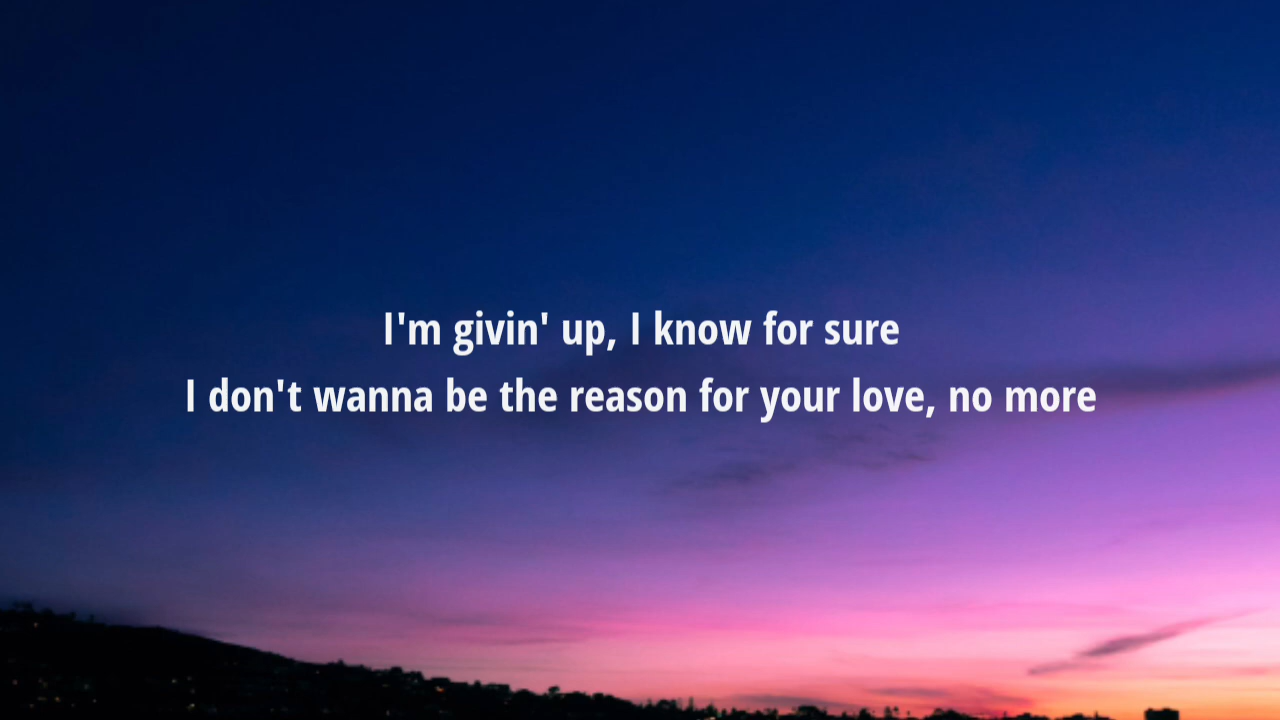 I'm givin' up, I know for sure
I don't wanna be the reason for your love, no more